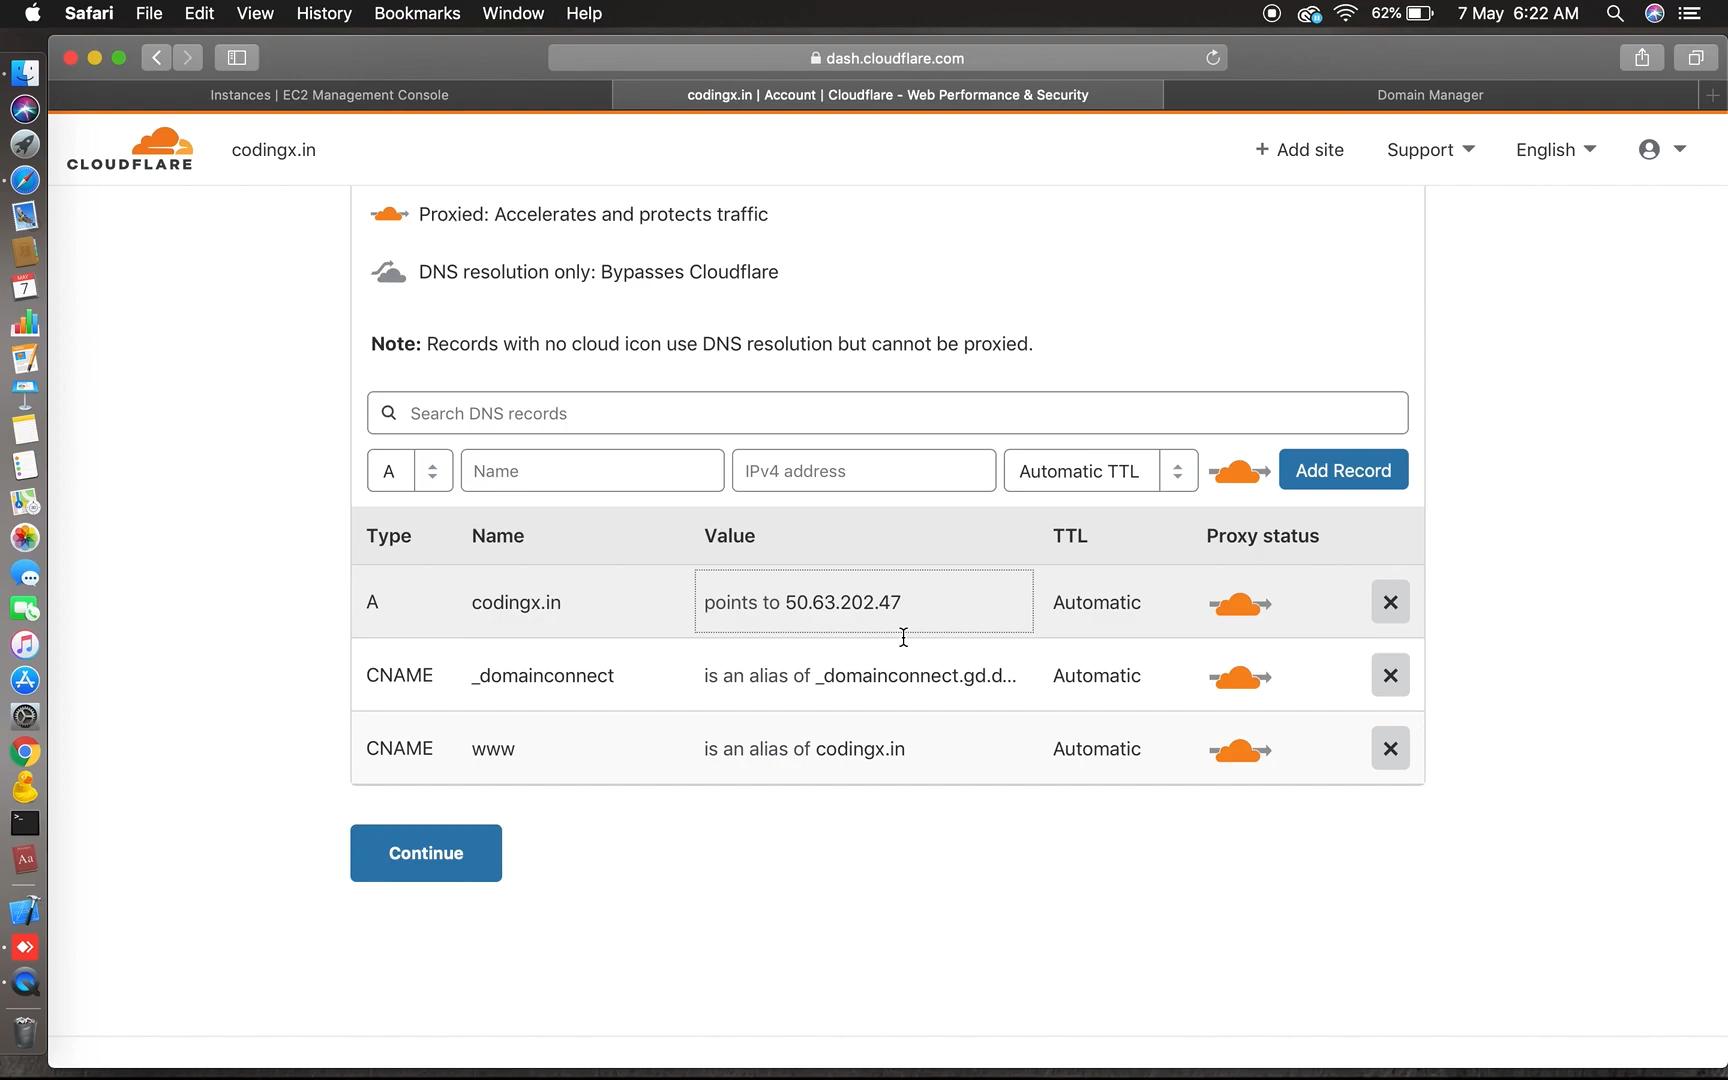 Safari File Edit View History Bookmarks Window Help 62% 7 May 6:22 AM
dash.cloudflare.com
Instances | EC2 Management Console codingx.in | Account | Cloudflare - Web Performance & Security Domain Manager
CLOUDFLARE codingx.in + Add site Support English
Proxied: Accelerates and protects traffic
DNS resolution only: Bypasses Cloudflare
Note: Records with no cloud icon use DNS resolution but cannot be proxied.
Search DNS records
A Name IPv4 address Automatic TTL Add Record
Type Name Value TTL Proxy status
A codingx.in points to 50.63.202.47 Automatic
CNAME _domainconnect is an alias of _domainconnect.gd.d... Automatic
CNAME www is an alias of codingx.in Automatic
Continue
MAY
7
Aa